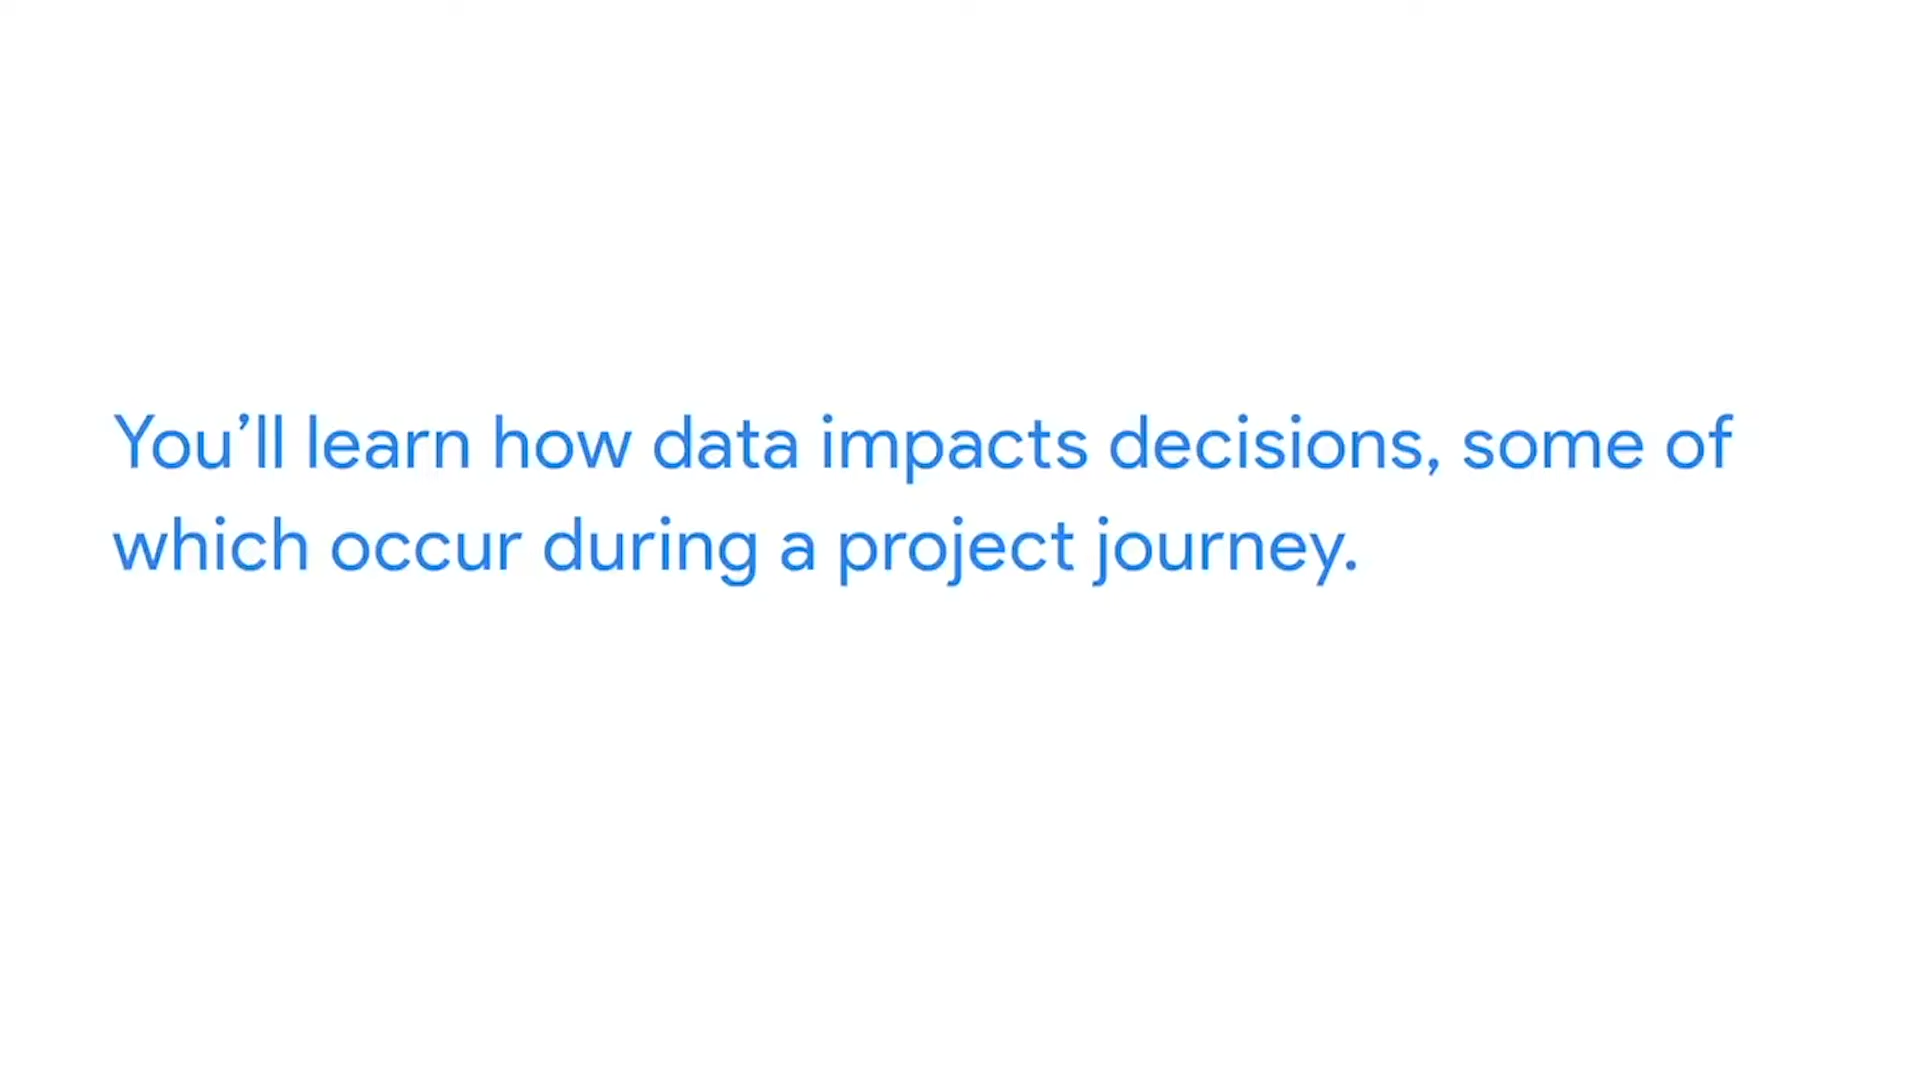 You’ll learn how data impacts decisions, some of
which occur during a project journey.